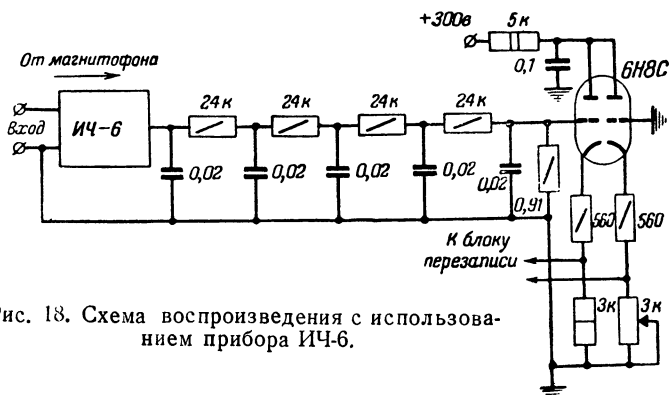 +300в
5к
0,1
6Н8С
От магнитофона
Вход
ИЧ-6
24к
24к
24к
24к
0,02
0,02
0,02
0,02
0,02
0,91
560
560
К блоку
перезаписи
3к
3к
Рис. 18. Схема воспроизведения с использова-
нием прибора ИЧ-6.